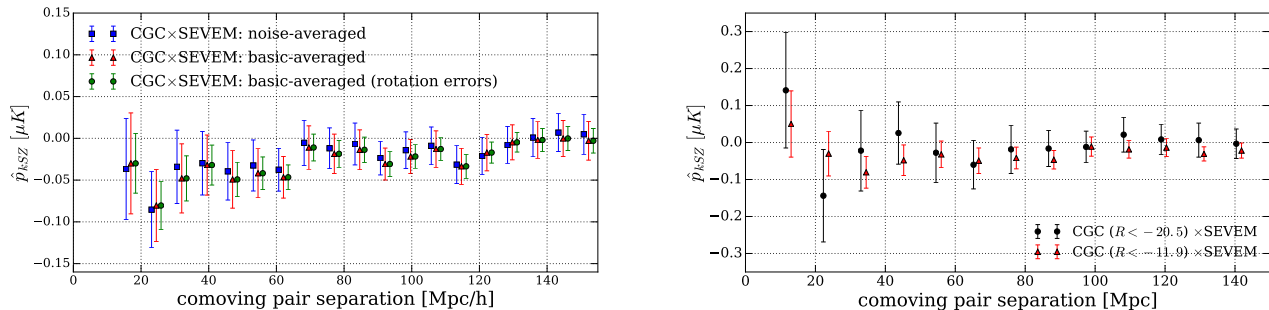 0.15
CGC×SEVEM: noise-averaged
0.10
CGC×SEVEM: basic-averaged
CGC×SEVEM: basic-averaged (rotation errors)
0.05
0.00
−0.05
−0.10
−0.15
p̂_kSZ [μK]
0 20 40 60 80 100 120 140
comoving pair separation [Mpc/h]
0.3
0.2
0.1
0.0
−0.1
−0.2
−0.3
p̂_kSZ [μK]
CGC (R<−20.5) ×SEVEM
CGC (R<−11.9) ×SEVEM
0 20 40 60 80 100 120 140
comoving pair separation [Mpc]